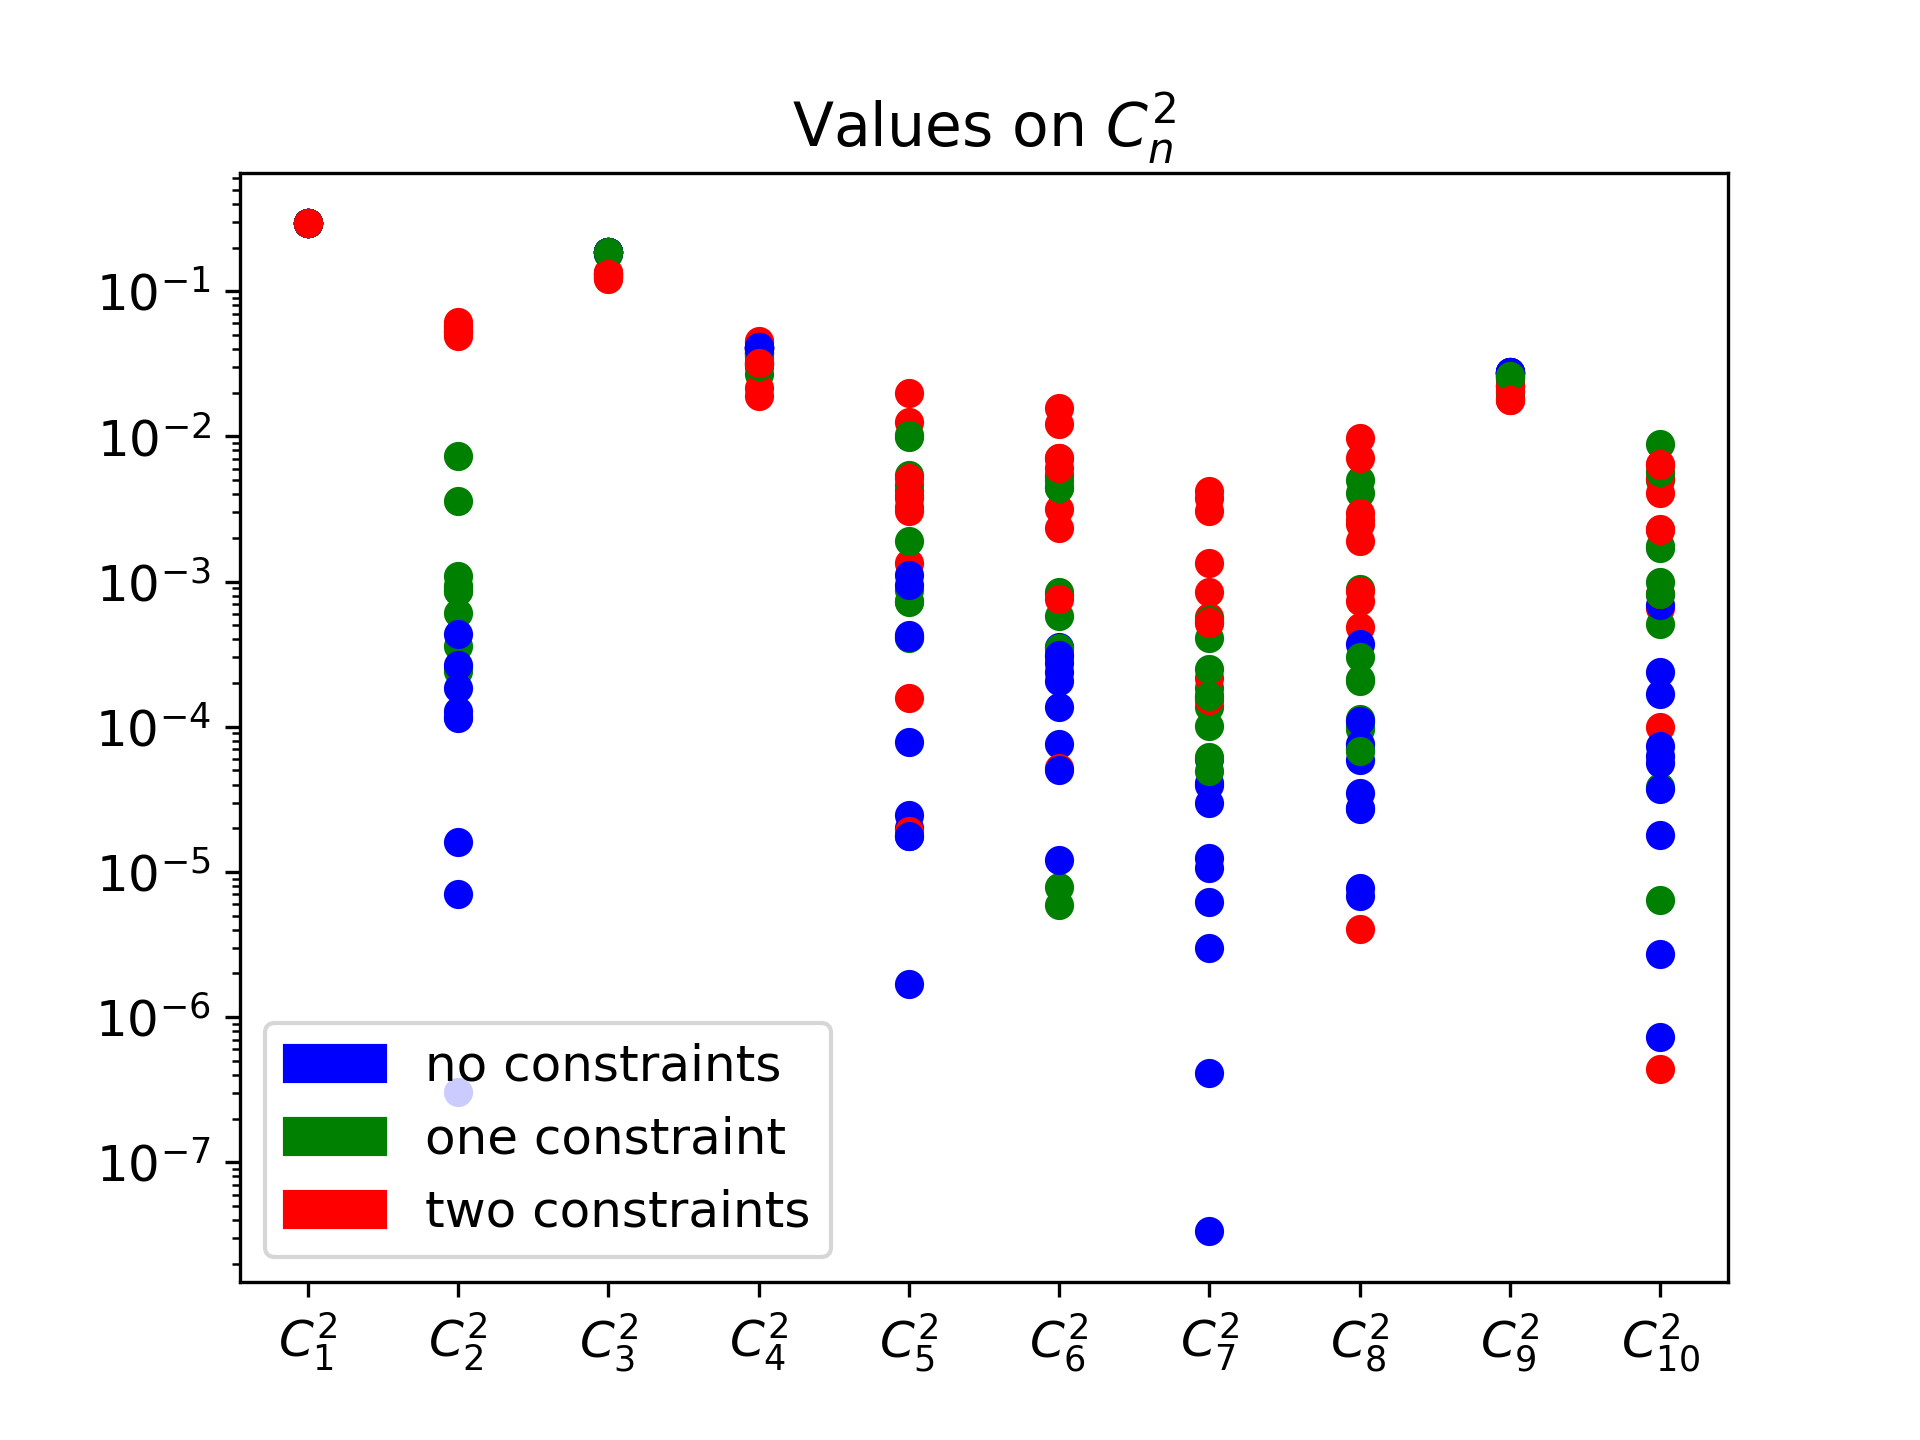 Values on $C_n^2$
$10^{-1}$
$10^{-2}$
$10^{-3}$
$10^{-4}$
$10^{-5}$
$10^{-6}$
$10^{-7}$
no constraints
one constraint
two constraints
$C_1^2$ $C_2^2$ $C_3^2$ $C_4^2$ $C_5^2$ $C_6^2$ $C_7^2$ $C_8^2$ $C_9^2$ $C_{10}^2$